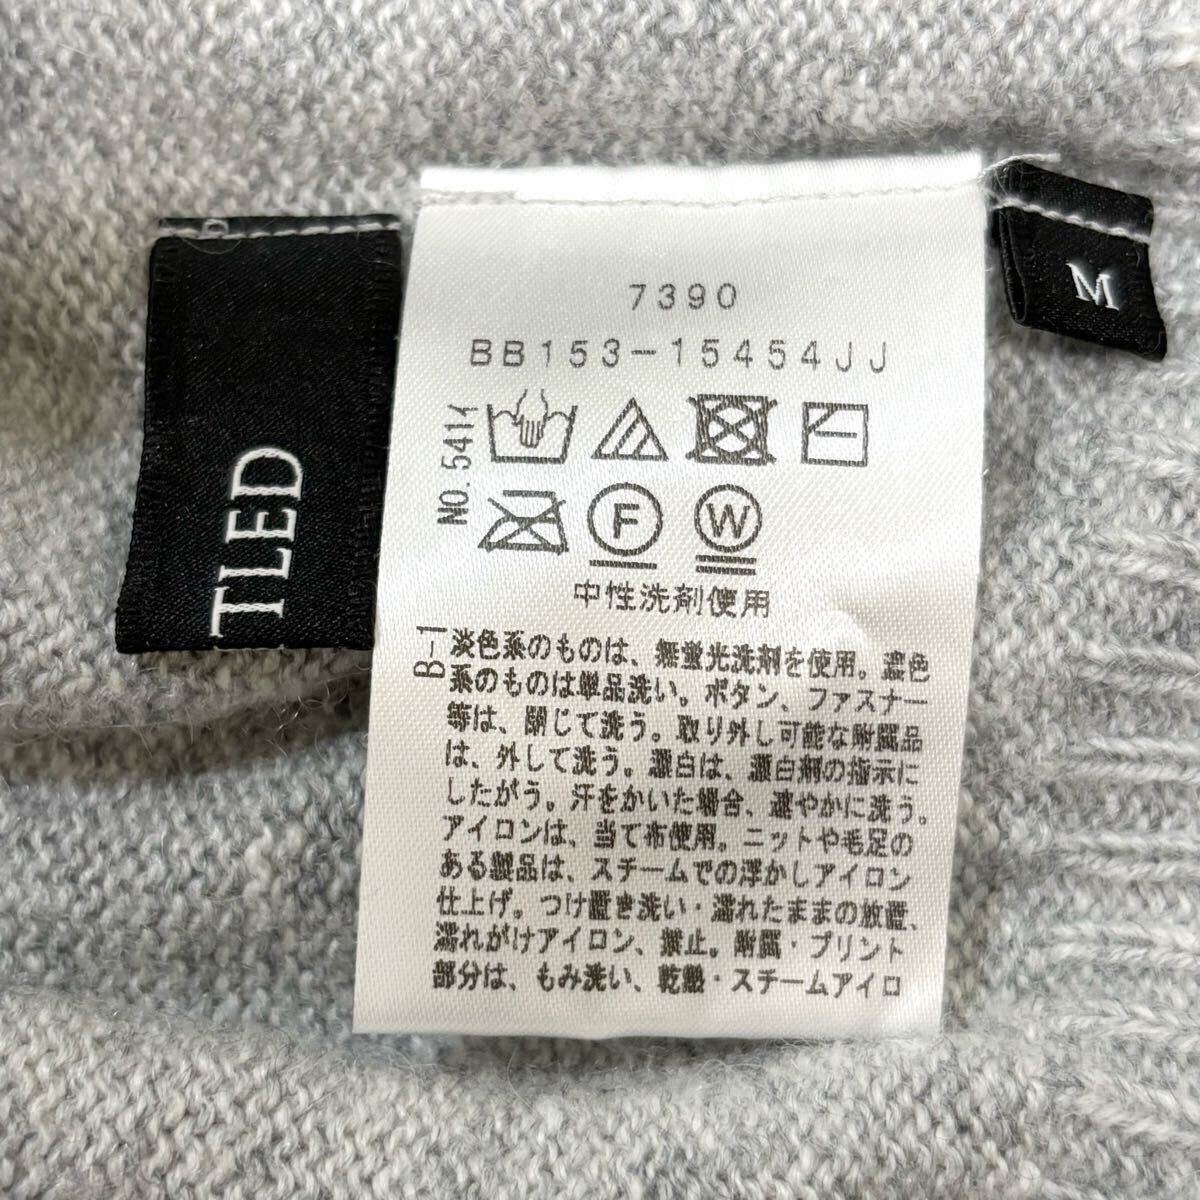 TLED
M
7390
BB153-15454JJ
NO.5411
F
W
中性洗剤使用
B-1
淡色系のものは、無蛍光洗剤を使用。濃色
系のものは単品洗い。ボタン、ファスナー
等は、閉じて洗う。取り外し可能な附属品
は、外して洗う。漂白は、漂白剤の指示に
したがう。汗をかいた場合、速やかに洗う。
アイロンは、当て布使用。ニットや毛足の
ある製品は、スチームでの浮かしアイロン
仕上げ。つけ置き洗い・濡れたままの放置、
濡れがけアイロン、禁止。附属・プリント
部分は、もみ洗い、乾燥・スチームアイロ